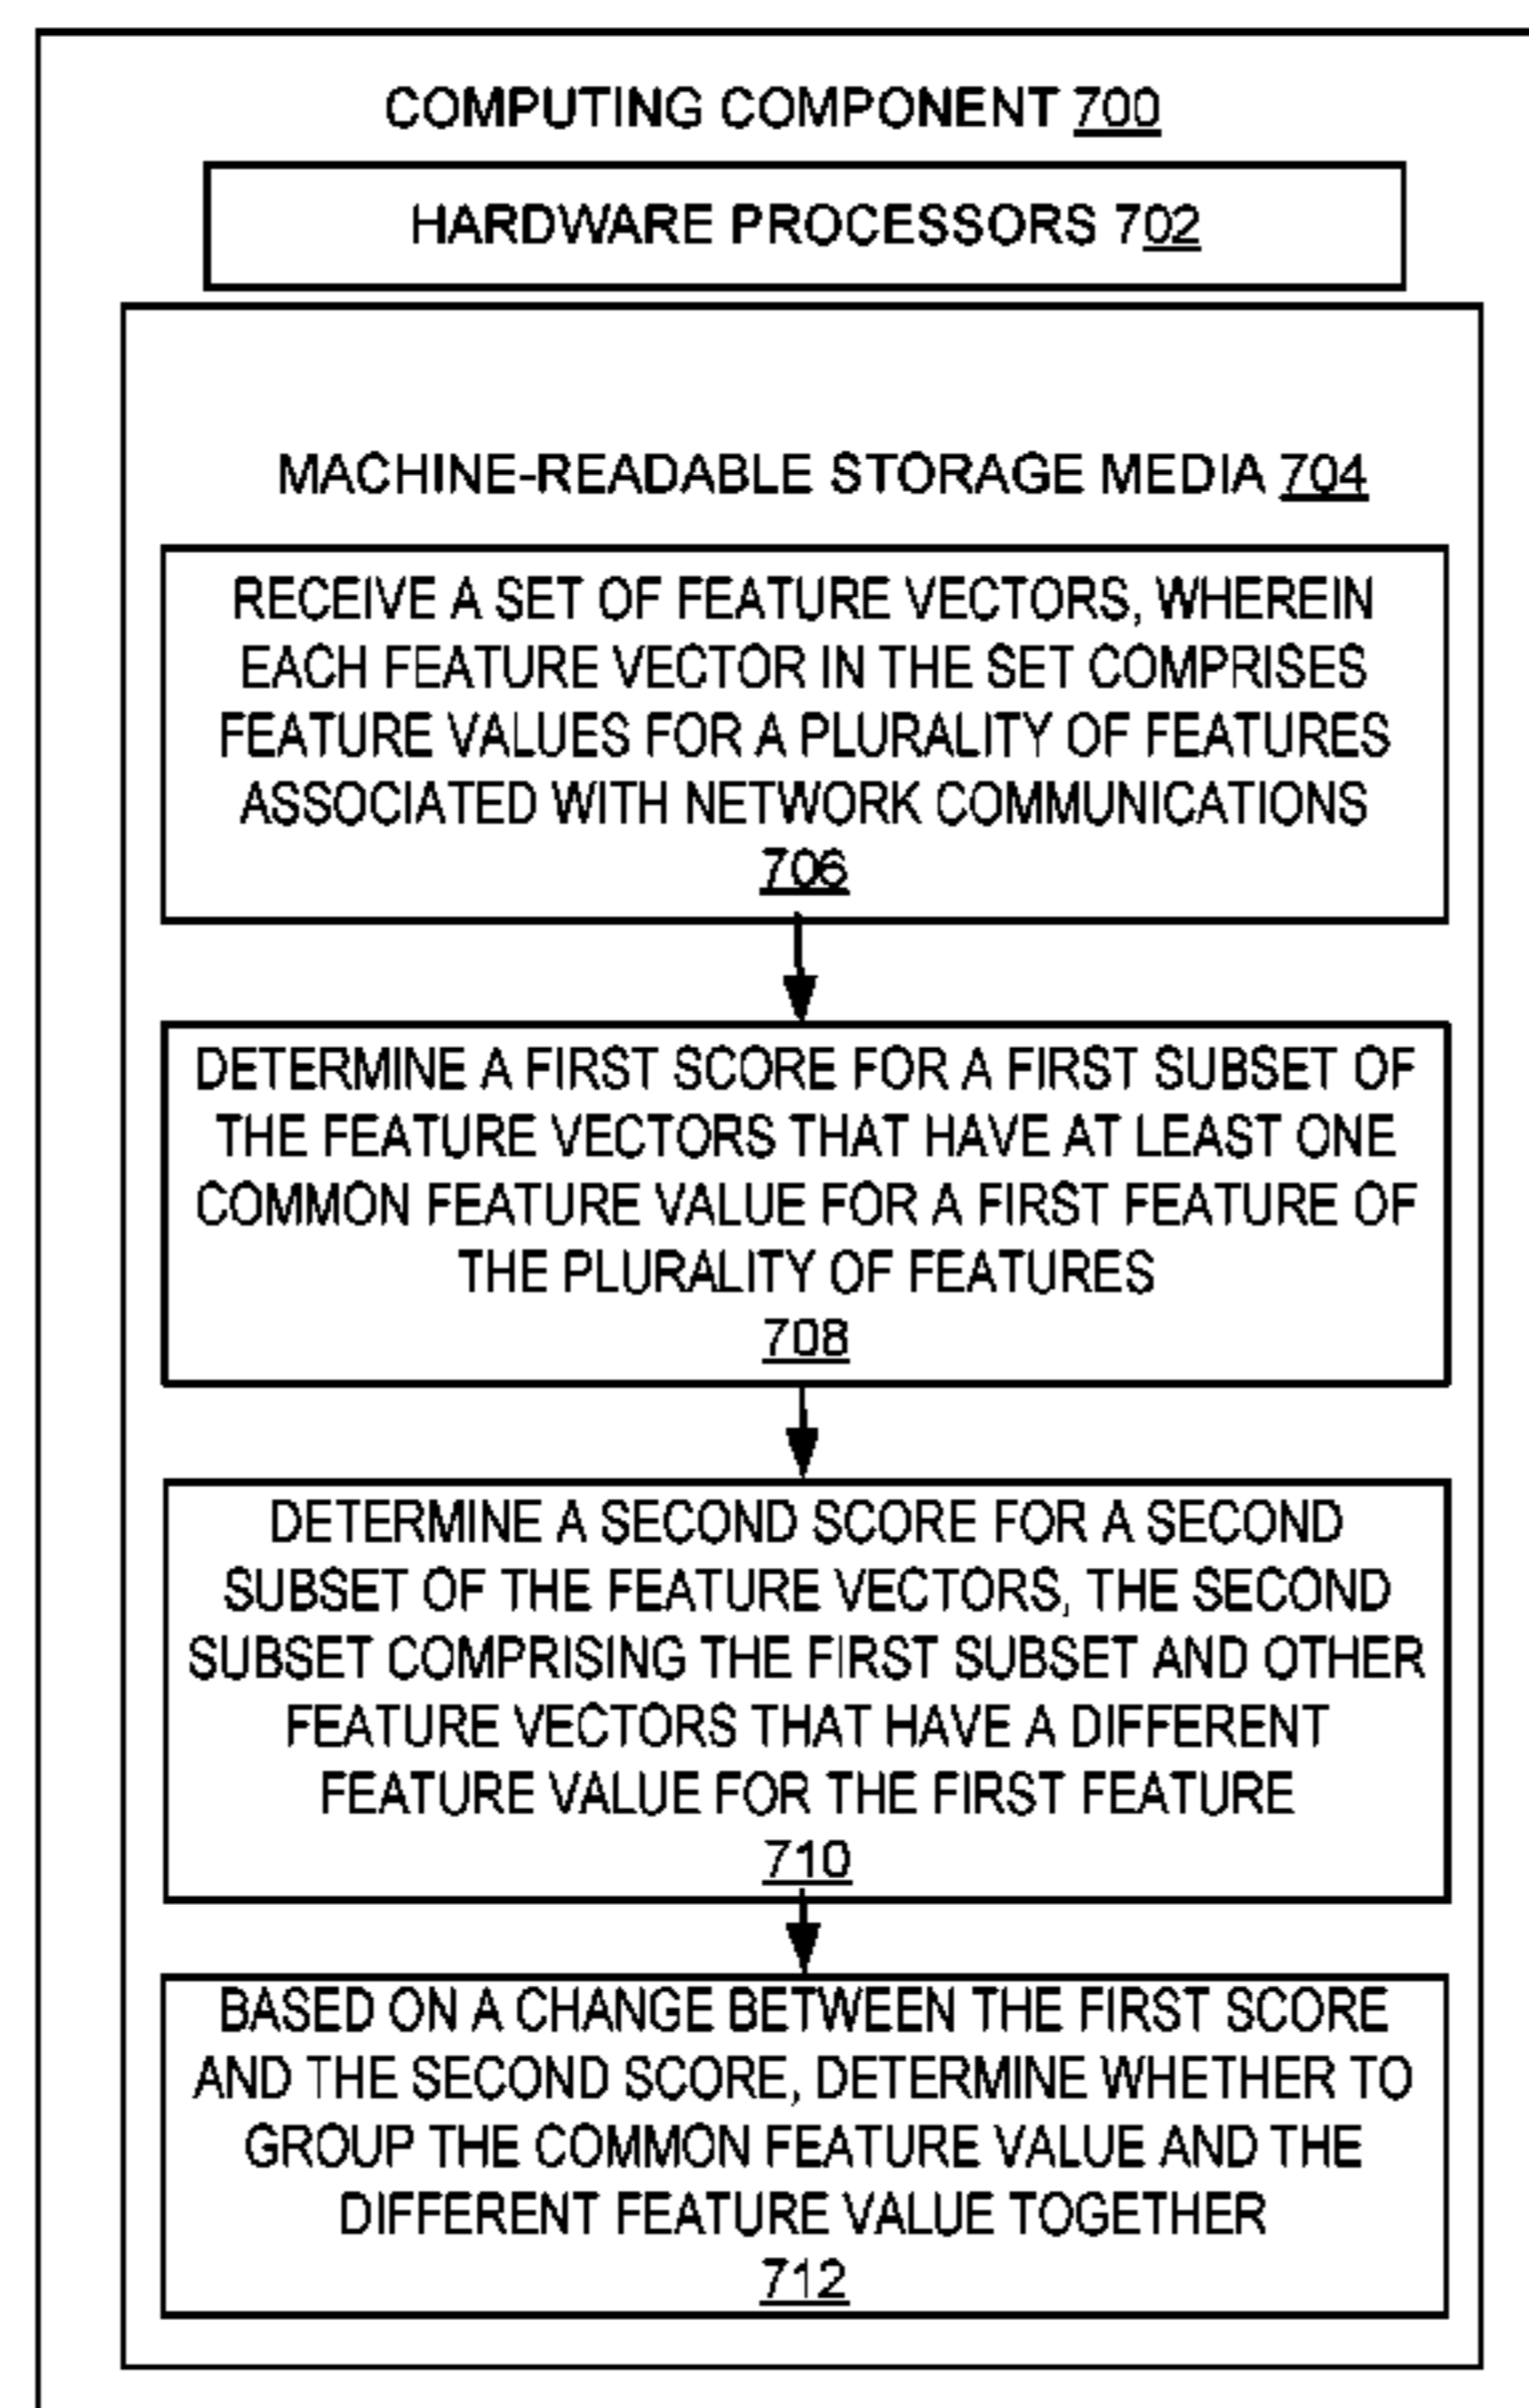 COMPUTING COMPONENT 700
HARDWARE PROCESSORS 702
MACHINE-READABLE STORAGE MEDIA 704
RECEIVE A SET OF FEATURE VECTORS, WHEREIN
EACH FEATURE VECTOR IN THE SET COMPRISES
FEATURE VALUES FOR A PLURALITY OF FEATURES
ASSOCIATED WITH NETWORK COMMUNICATIONS
706
DETERMINE A FIRST SCORE FOR A FIRST SUBSET OF
THE FEATURE VECTORS THAT HAVE AT LEAST ONE
COMMON FEATURE VALUE FOR A FIRST FEATURE OF
THE PLURALITY OF FEATURES
708
DETERMINE A SECOND SCORE FOR A SECOND
SUBSET OF THE FEATURE VECTORS, THE SECOND
SUBSET COMPRISING THE FIRST SUBSET AND OTHER
FEATURE VECTORS THAT HAVE A DIFFERENT
FEATURE VALUE FOR THE FIRST FEATURE
710
BASED ON A CHANGE BETWEEN THE FIRST SCORE
AND THE SECOND SCORE, DETERMINE WHETHER TO
GROUP THE COMMON FEATURE VALUE AND THE
DIFFERENT FEATURE VALUE TOGETHER
712